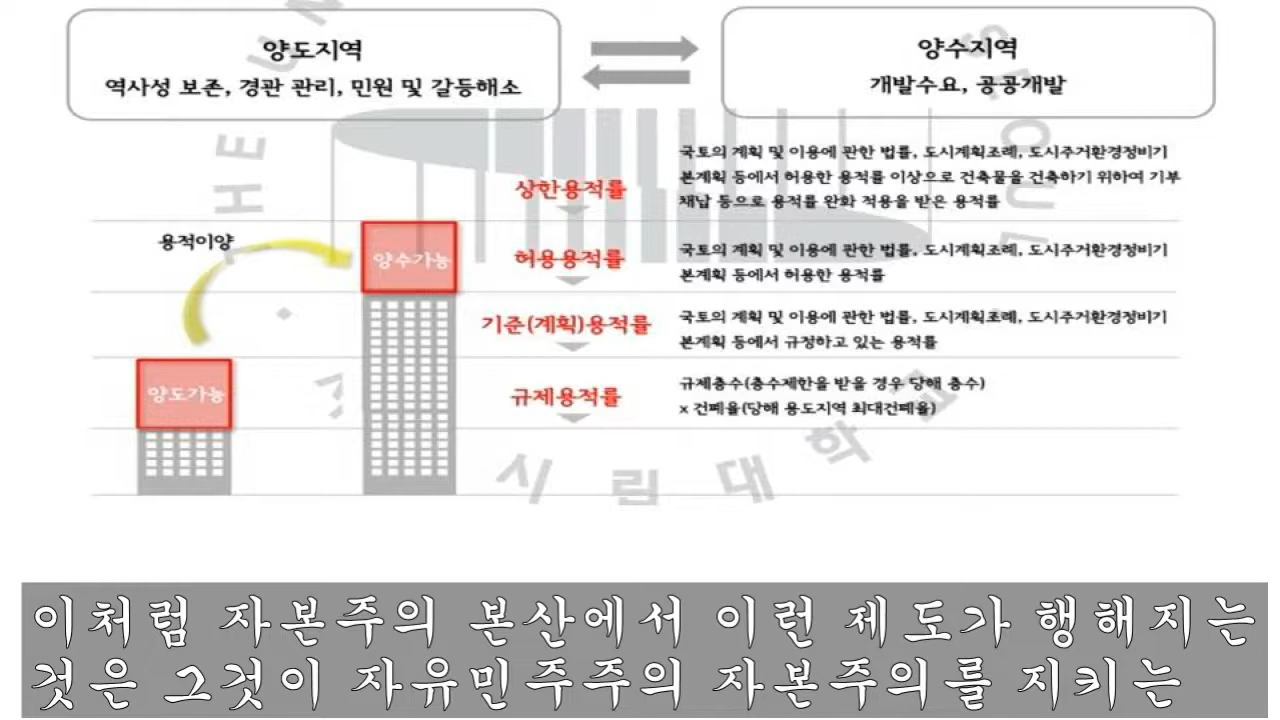 양도지역
역사성 보존, 경관 관리, 민원 및 갈등해소
양수지역
개발수요, 공공개발
상한용적률
국토의 계획 및 이용에 관한 법률, 도시계획조례, 도시주거환경정비기
본계획 등에서 허용한 용적률 이상으로 건축물을 건축하기 위하여 기부
채납 등으로 용적률 완화 적용을 받은 용적률
용적이양
양수가능
허용용적률
국토의 계획 및 이용에 관한 법률, 도시계획조례, 도시주거환경정비기
본계획 등에서 허용한 용적률
기준(계획)용적률
국토의 계획 및 이용에 관한 법률, 도시계획조례, 도시주거환경정비기
본계획 등에서 규정하고 있는 용적률
양도가능
규제용적률
규제층수(층수제한을 받을 경우 당해 층수)
x 건폐율(당해 용도지역 최대건폐율)
THE UN
SEOUL
시립대학교
이처럼 자본주의 본산에서 이런 제도가 행해지는
것은 그것이 자유민주주의 자본주의를 지키는